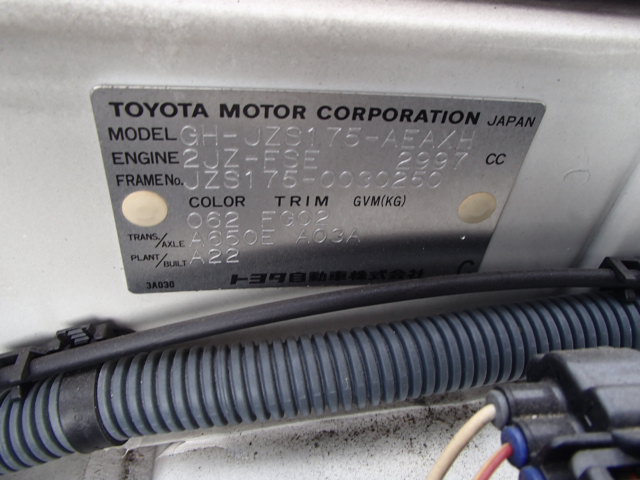 TOYOTA MOTOR CORPORATION JAPAN
MODEL GH-JZS175-AEAXH
ENGINE 2JZ-FSE 2997 CC
FRAME No. JZS175-0030250
COLOR TRIM GVM(KG)
062 FG02
TRANS./AXLE A650E A03A
PLANT/BUILT A22
トヨタ自動車株式会社 C
3A030